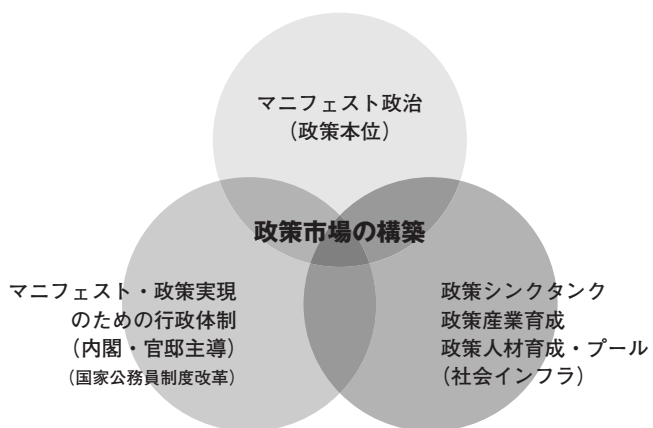 マニフェスト政治
（政策本位）
政策市場の構築
マニフェスト・政策実現
のための行政体制
（内閣・官邸主導）
（国家公務員制度改革）
政策シンクタンク
政策産業育成
政策人材育成・プール
（社会インフラ）